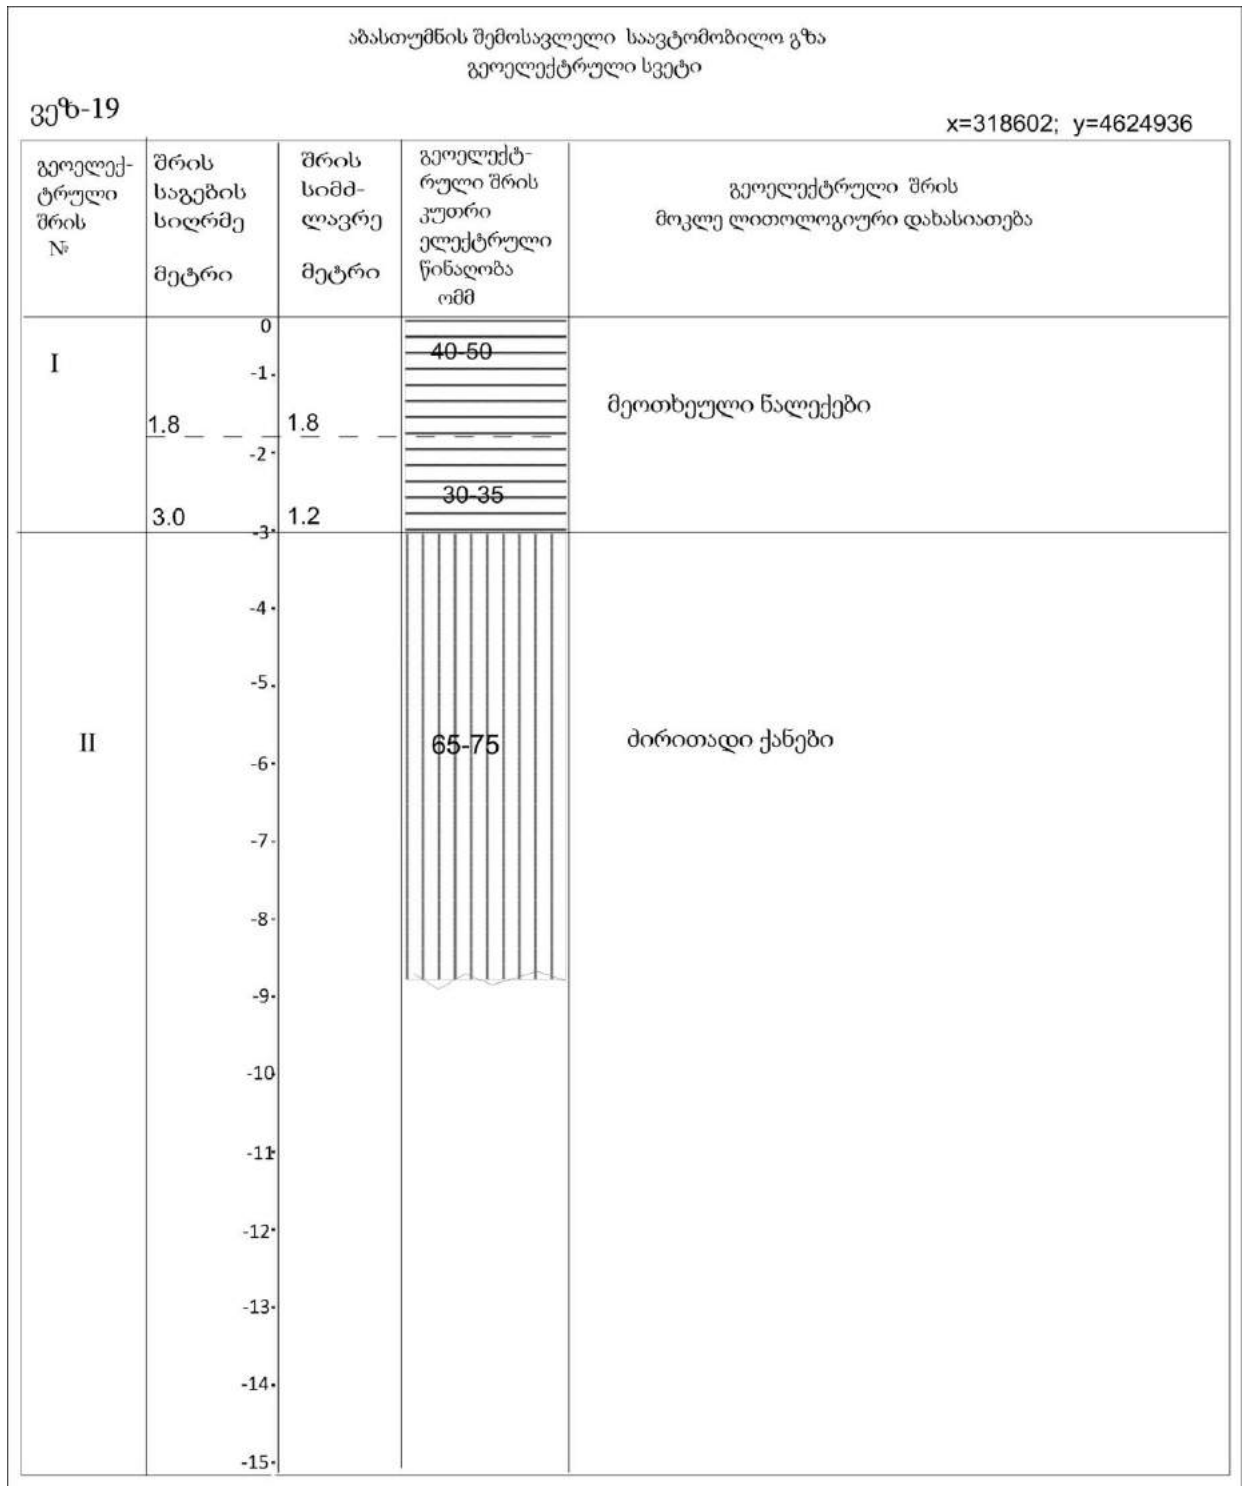 აბასთუმნის შემოსავლელი საავტომობილო გზა
გეოელექტრული სვეტი
ვეზ-19
x=318602; y=4624936
გეოელექ-
ტრული
შრის
№
შრის
საგების
სიღრმე
მეტრი
შრის
სიმძ-
ლავრე
მეტრი
გეოელექტ-
რული შრის
კუთრი
ელექტრული
წინაღობა
ომმ
გეოელექტრული შრის
მოკლე ლითოლოგიური დახასიათება
0
I
40-50
-1
მეოთხეული ნალექები
1.8
1.8
-2
30-35
3.0
1.2
-3
-4
-5
II
65-75
ძირითადი ქანები
-6
-7
-8
-9
-10
-11
-12
-13
-14
-15